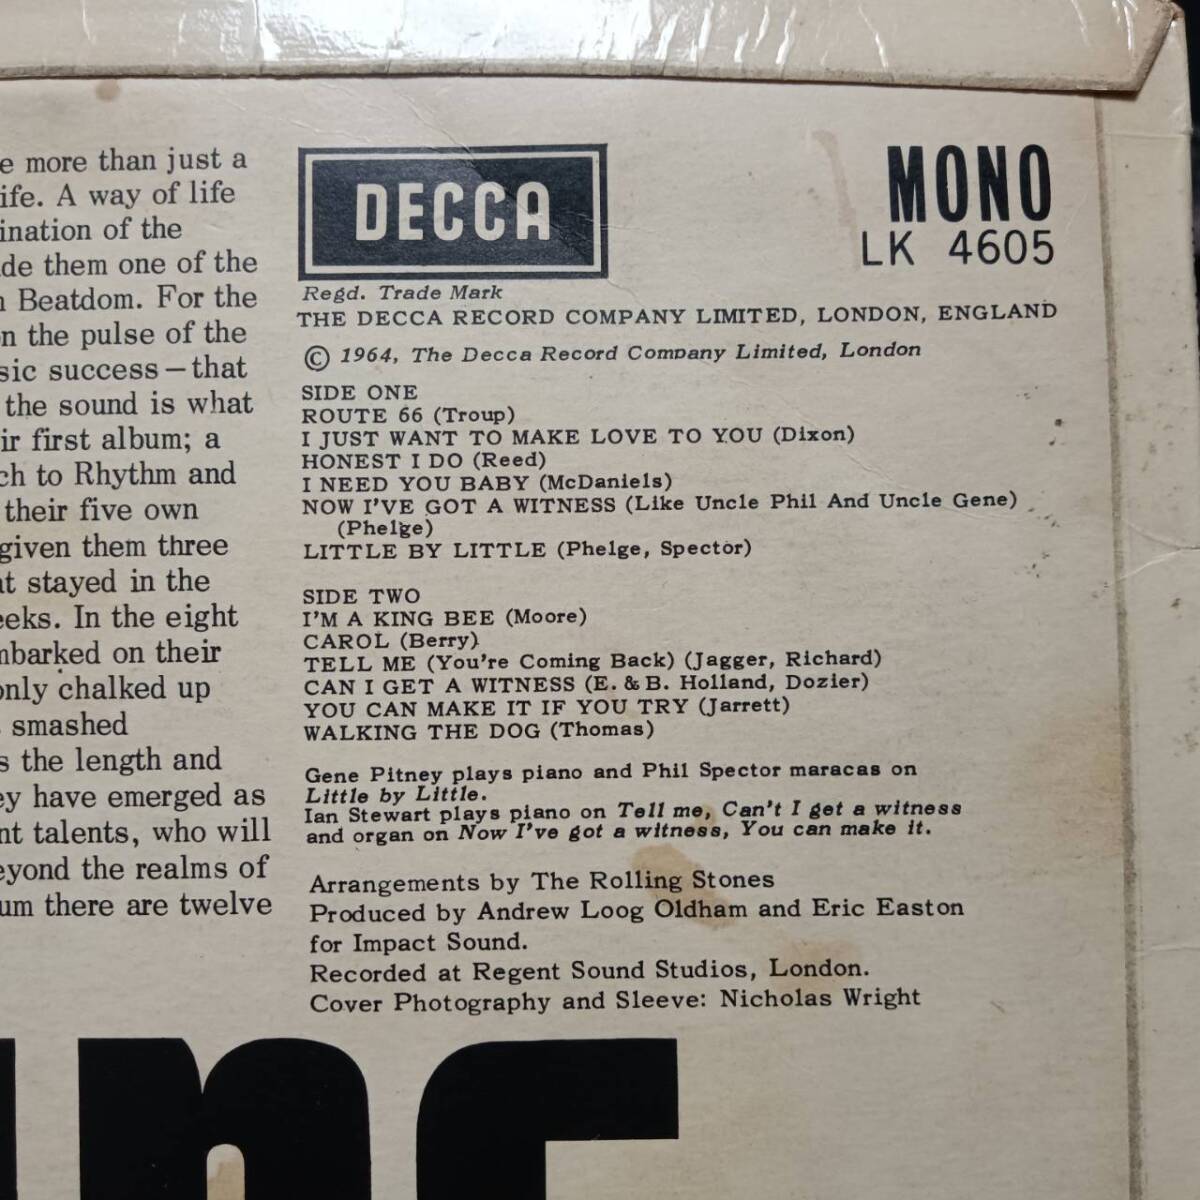 e more than just a
ife. A way of life
ination of the
de them one of the
n Beatdom. For the
n the pulse of the
sic success — that
the sound is what
ir first album; a
ch to Rhythm and
their five own
given them three
at stayed in the
eeks. In the eight
mbarked on their
only chalked up
smashed
s the length and
ey have emerged as
nt talents, who will
eyond the realms of
um there are twelve
DECCA
MONO
LK 4605
Regd. Trade Mark
THE DECCA RECORD COMPANY LIMITED, LONDON, ENGLAND
© 1964, The Decca Record Company Limited, London
SIDE ONE
ROUTE 66 (Troup)
I JUST WANT TO MAKE LOVE TO YOU (Dixon)
HONEST I DO (Reed)
I NEED YOU BABY (McDaniels)
NOW I'VE GOT A WITNESS (Like Uncle Phil And Uncle Gene)
(Phelge)
LITTLE BY LITTLE (Phelge, Spector)
SIDE TWO
I'M A KING BEE (Moore)
CAROL (Berry)
TELL ME (You're Coming Back) (Jagger, Richard)
CAN I GET A WITNESS (E. & B. Holland, Dozier)
YOU CAN MAKE IT IF YOU TRY (Jarrett)
WALKING THE DOG (Thomas)
Gene Pitney plays piano and Phil Spector maracas on
Little by Little.
Ian Stewart plays piano on Tell me, Can't I get a witness
and organ on Now I've got a witness, You can make it.
Arrangements by The Rolling Stones
Produced by Andrew Loog Oldham and Eric Easton
for Impact Sound.
Recorded at Regent Sound Studios, London.
Cover Photography and Sleeve: Nicholas Wright